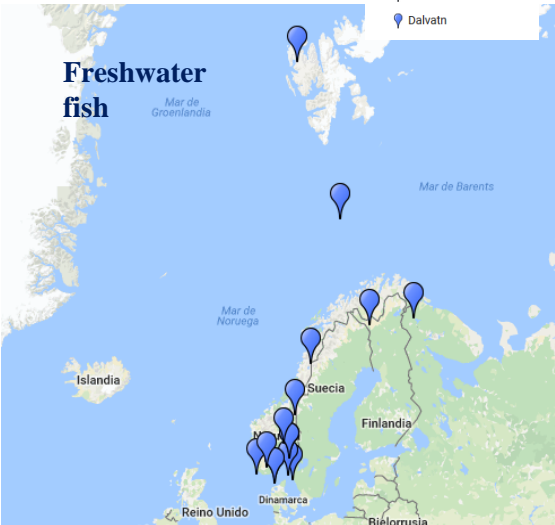 Dalvatn
Freshwater
fish
Mar de
Groenlandia
Mar de Barents
Mar de
Noruega
Islandia
Suecia
Finlandia
Dinamarca
Reino Unido
Bielorrusia